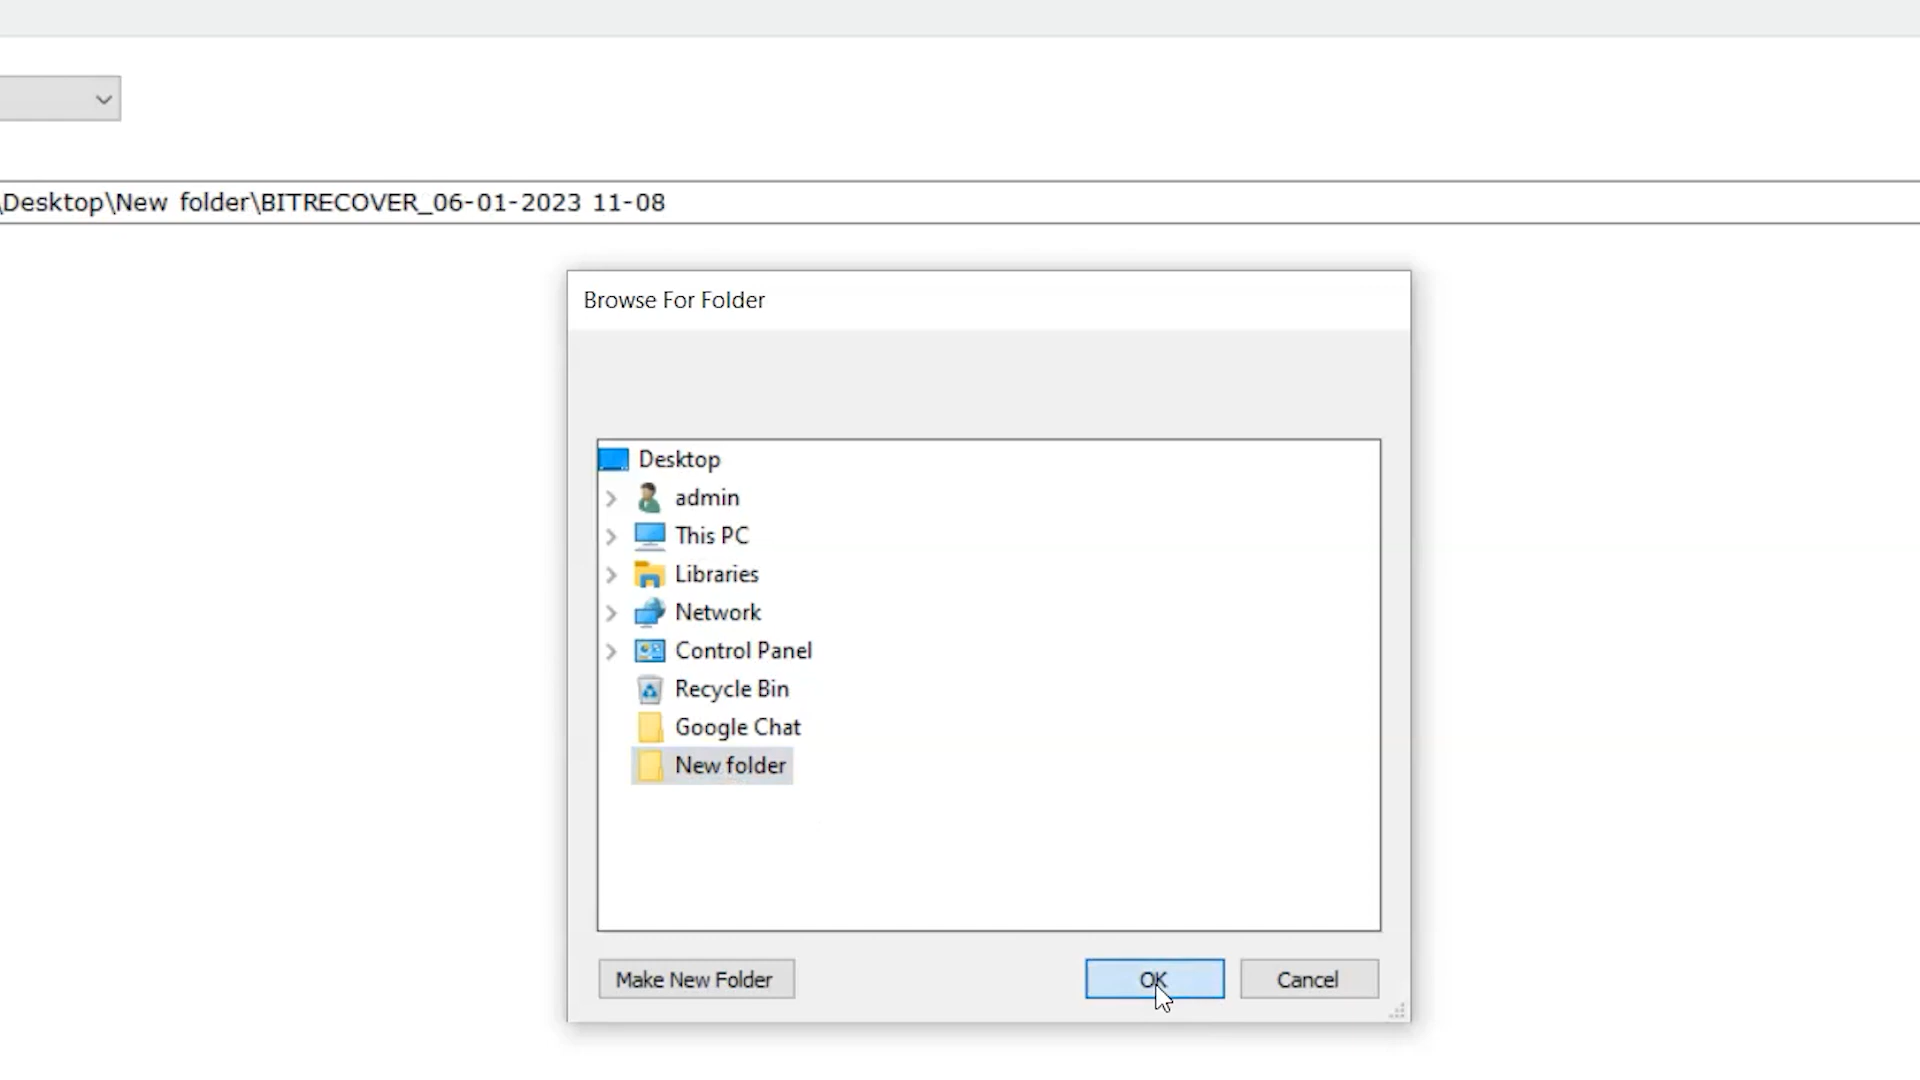 \Desktop\New folder\BITRECOVER_06-01-2023 11-08
Browse For Folder
Desktop
admin
This PC
Libraries
Network
Control Panel
Recycle Bin
Google Chat
New folder
Make New Folder
OK
Cancel